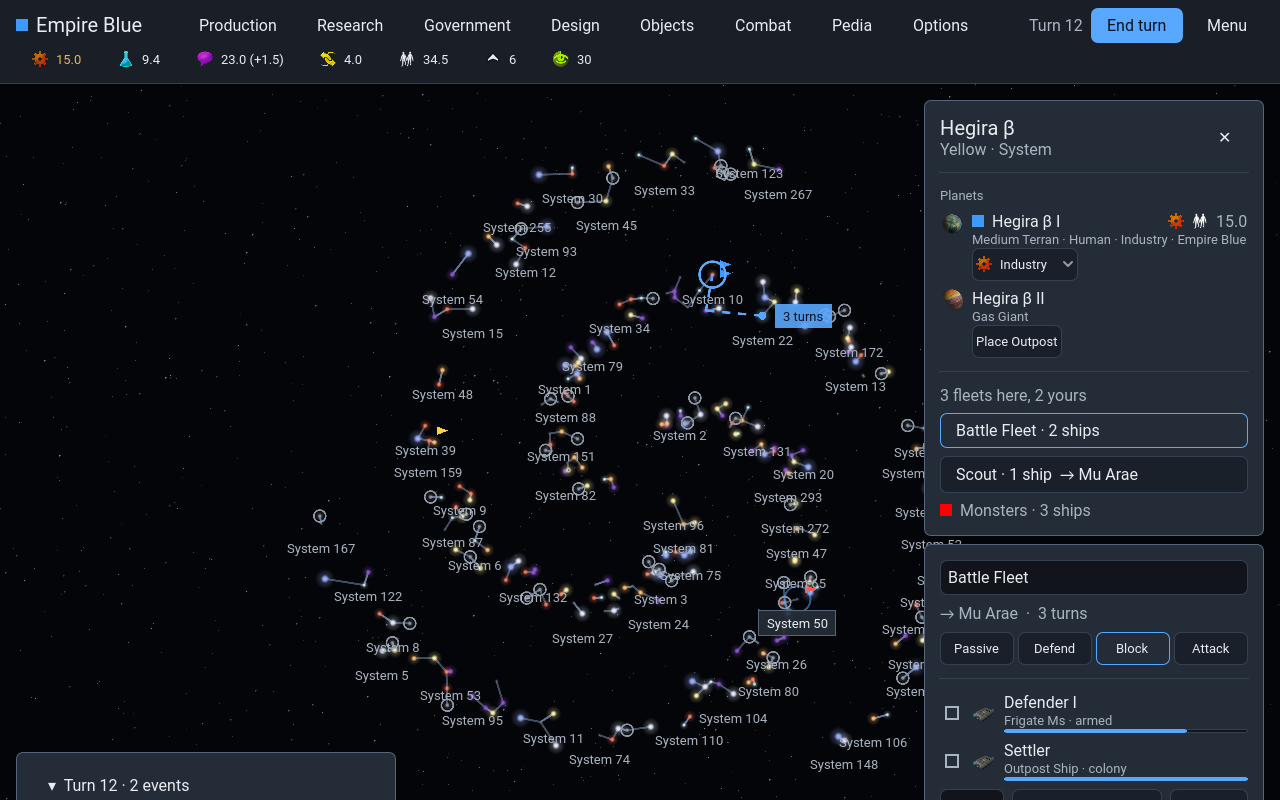 Empire Blue
Production
Research
Government
Design
Objects
Combat
Pedia
Options
Turn 12
End turn
Menu
15.0
9.4
23.0 (+1.5)
4.0
34.5
6
30
System 123
System 33
System 267
System 30
System 45
System 255
System 93
System 12
System 54
System 10
3 turns
System 15
System 34
System 22
System 172
System 79
System 13
System 1
System 48
System 88
System 2
System 39
System 151
System 131
System 159
System 20
System 82
System 293
System 9
System 96
System 272
System 87
System 81
System 47
System 167
System 6
System 75
System 65
System 122
System 132
System 3
System 24
System 50
System 27
System 8
System 26
System 5
System 53
System 80
System 95
System 104
System 11
System 110
System 106
System 74
System 148
Hegira β
Yellow · System
Planets
Hegira β I
15.0
Medium Terran · Human · Industry · Empire Blue
Industry
Hegira β II
Gas Giant
Place Outpost
3 fleets here, 2 yours
Battle Fleet · 2 ships
Scout · 1 ship → Mu Arae
Monsters · 3 ships
Battle Fleet
→ Mu Arae · 3 turns
Passive
Defend
Block
Attack
Defender I
Frigate Ms · armed
Settler
Outpost Ship · colony
▾ Turn 12 · 2 events